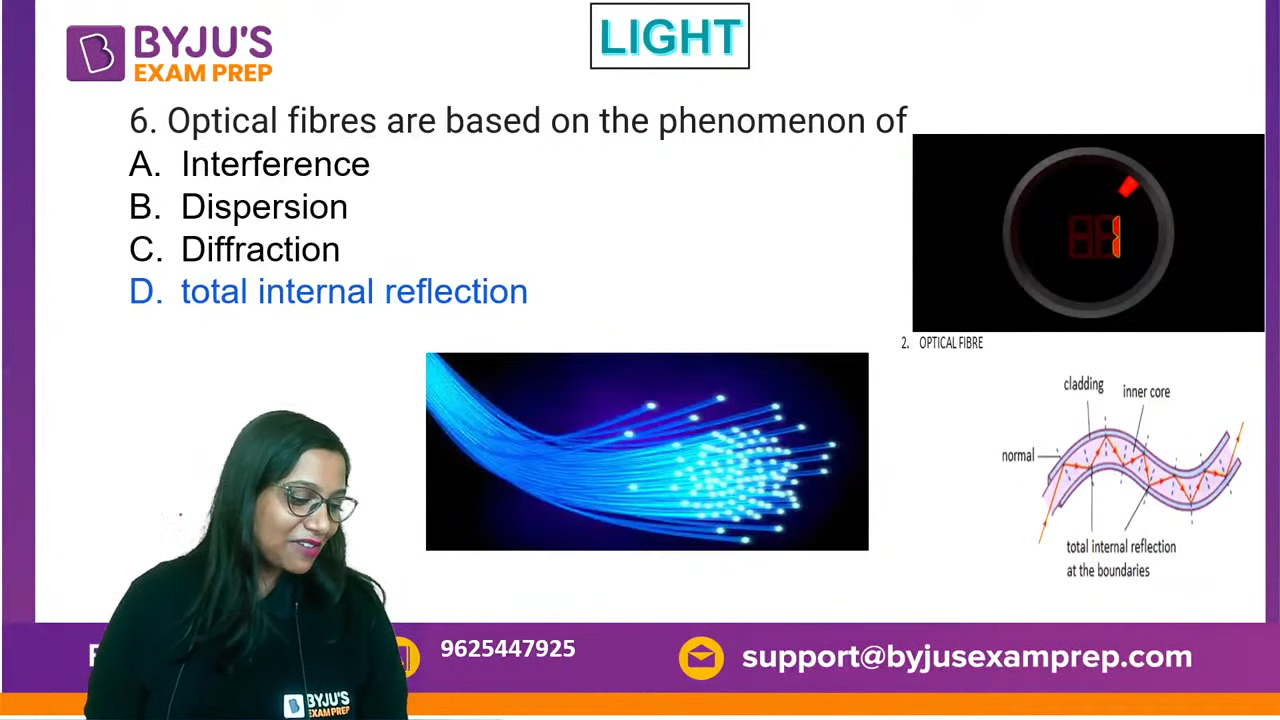 BYJU'S
EXAM PREP
LIGHT
6. Optical fibres are based on the phenomenon of
A. Interference
B. Dispersion
C. Diffraction
D. total internal reflection
1
2. OPTICAL FIBRE
cladding
inner core
normal
total internal reflection
at the boundaries
9625447925
support@byjusexamprep.com
BYJU'S
EXAM PREP